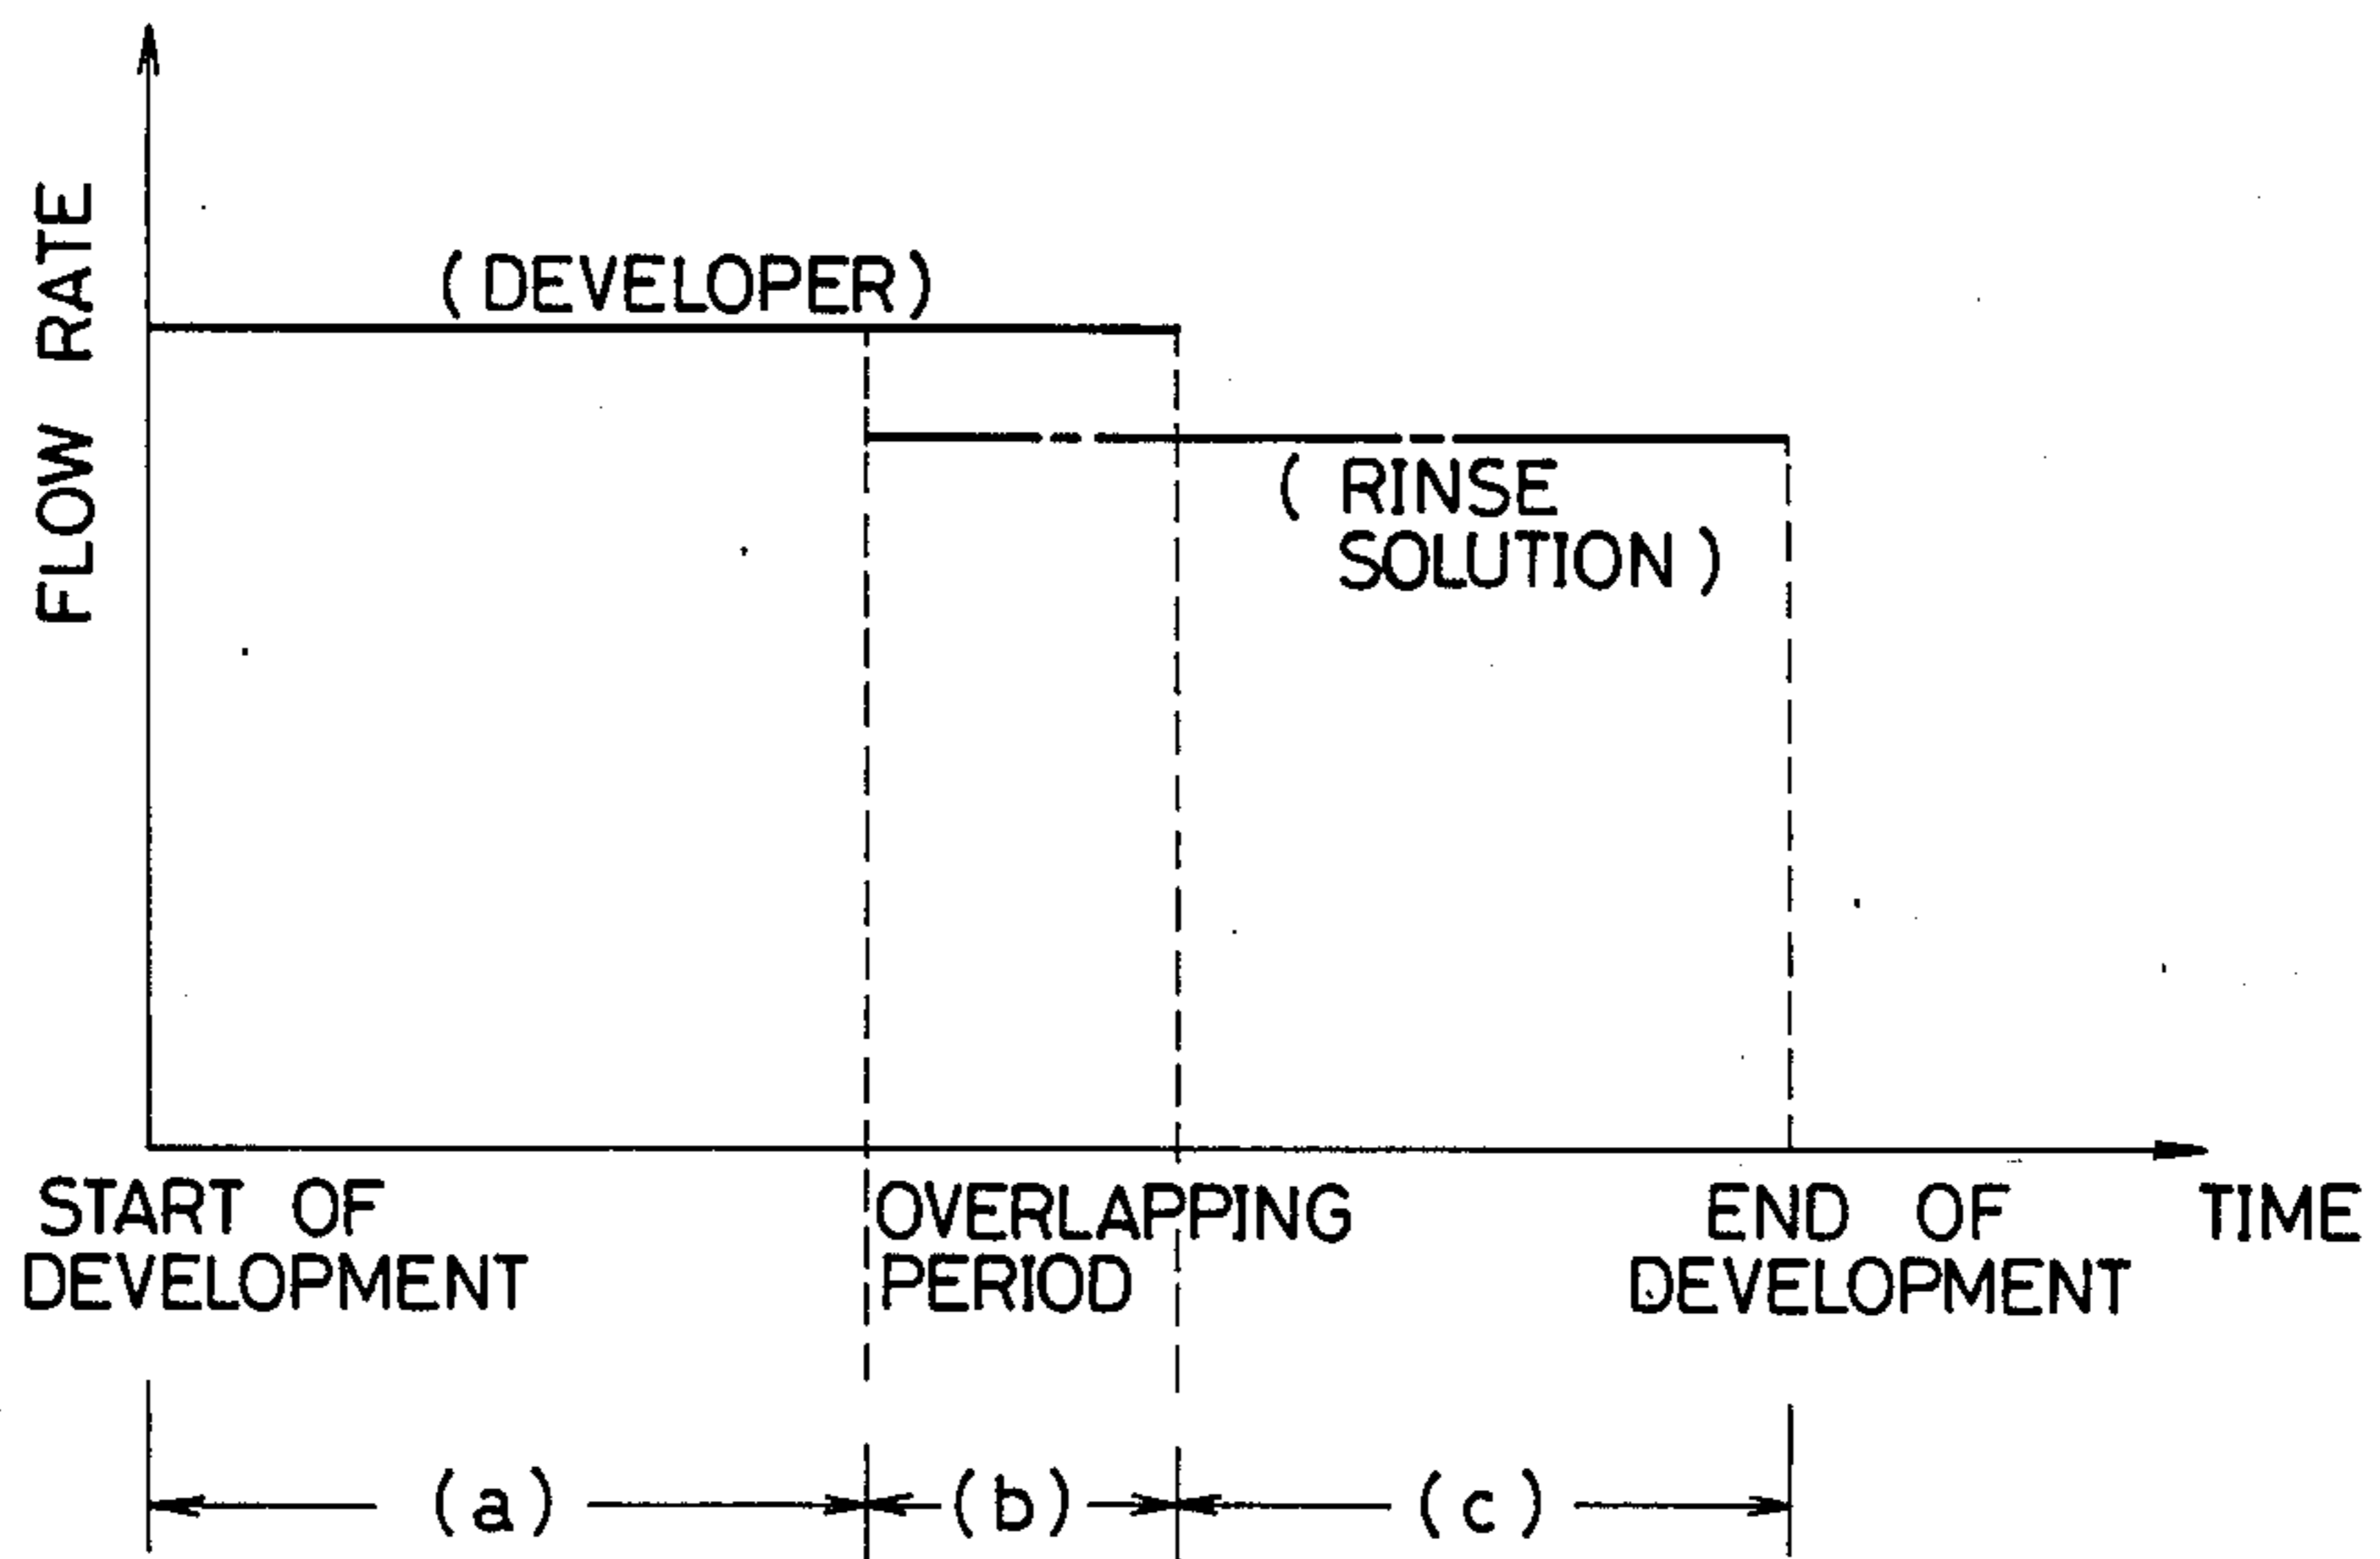 FLOW RATE
( DEVELOPER )
( RINSE
SOLUTION )
START OF
DEVELOPMENT
OVERLAPPING
PERIOD
END OF
DEVELOPMENT
TIME
(a)
(b)
(c)